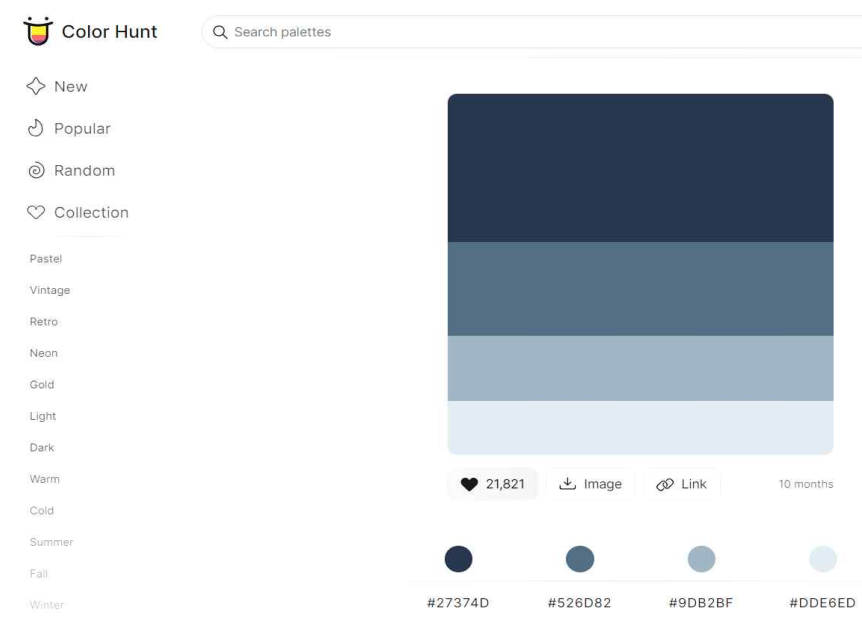 Color Hunt
Search palettes
New
Popular
Random
Collection
Pastel
Vintage
Retro
Neon
Gold
Light
Dark
Warm
Cold
Summer
Fall
Winter
21,821 Image Link 10 months
#27374D #526D82 #9DB2BF #DDE6ED